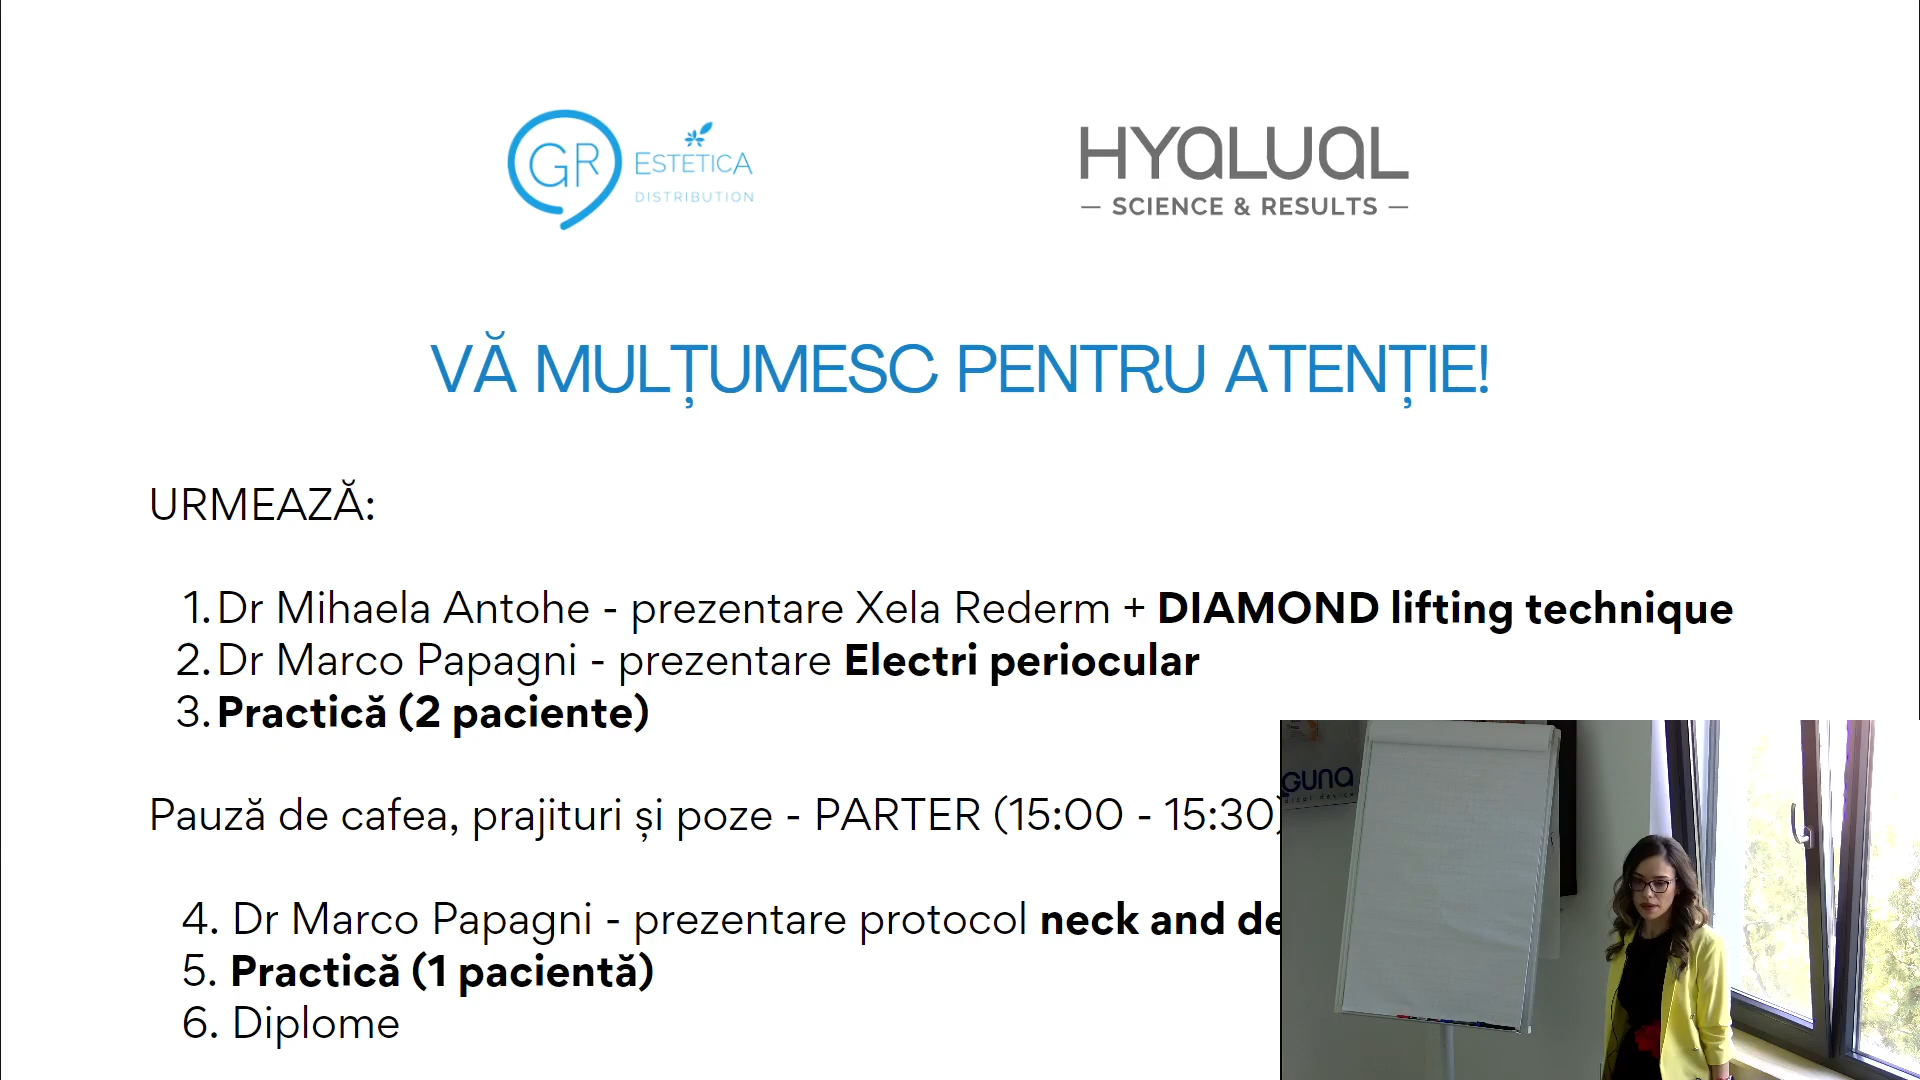 GR ESTETICA
DISTRIBUTION
HYALUAL
— SCIENCE & RESULTS —
VĂ MULȚUMESC PENTRU ATENȚIE!
URMEAZĂ:
1. Dr Mihaela Antohe - prezentare Xela Rederm + DIAMOND lifting technique
2. Dr Marco Papagni - prezentare Electri periocular
3. Practică (2 paciente)
Pauză de cafea, prajituri și poze - PARTER (15:00 - 15:30)
4. Dr Marco Papagni - prezentare protocol neck and de
5. Practică (1 pacientă)
6. Diplome
guna